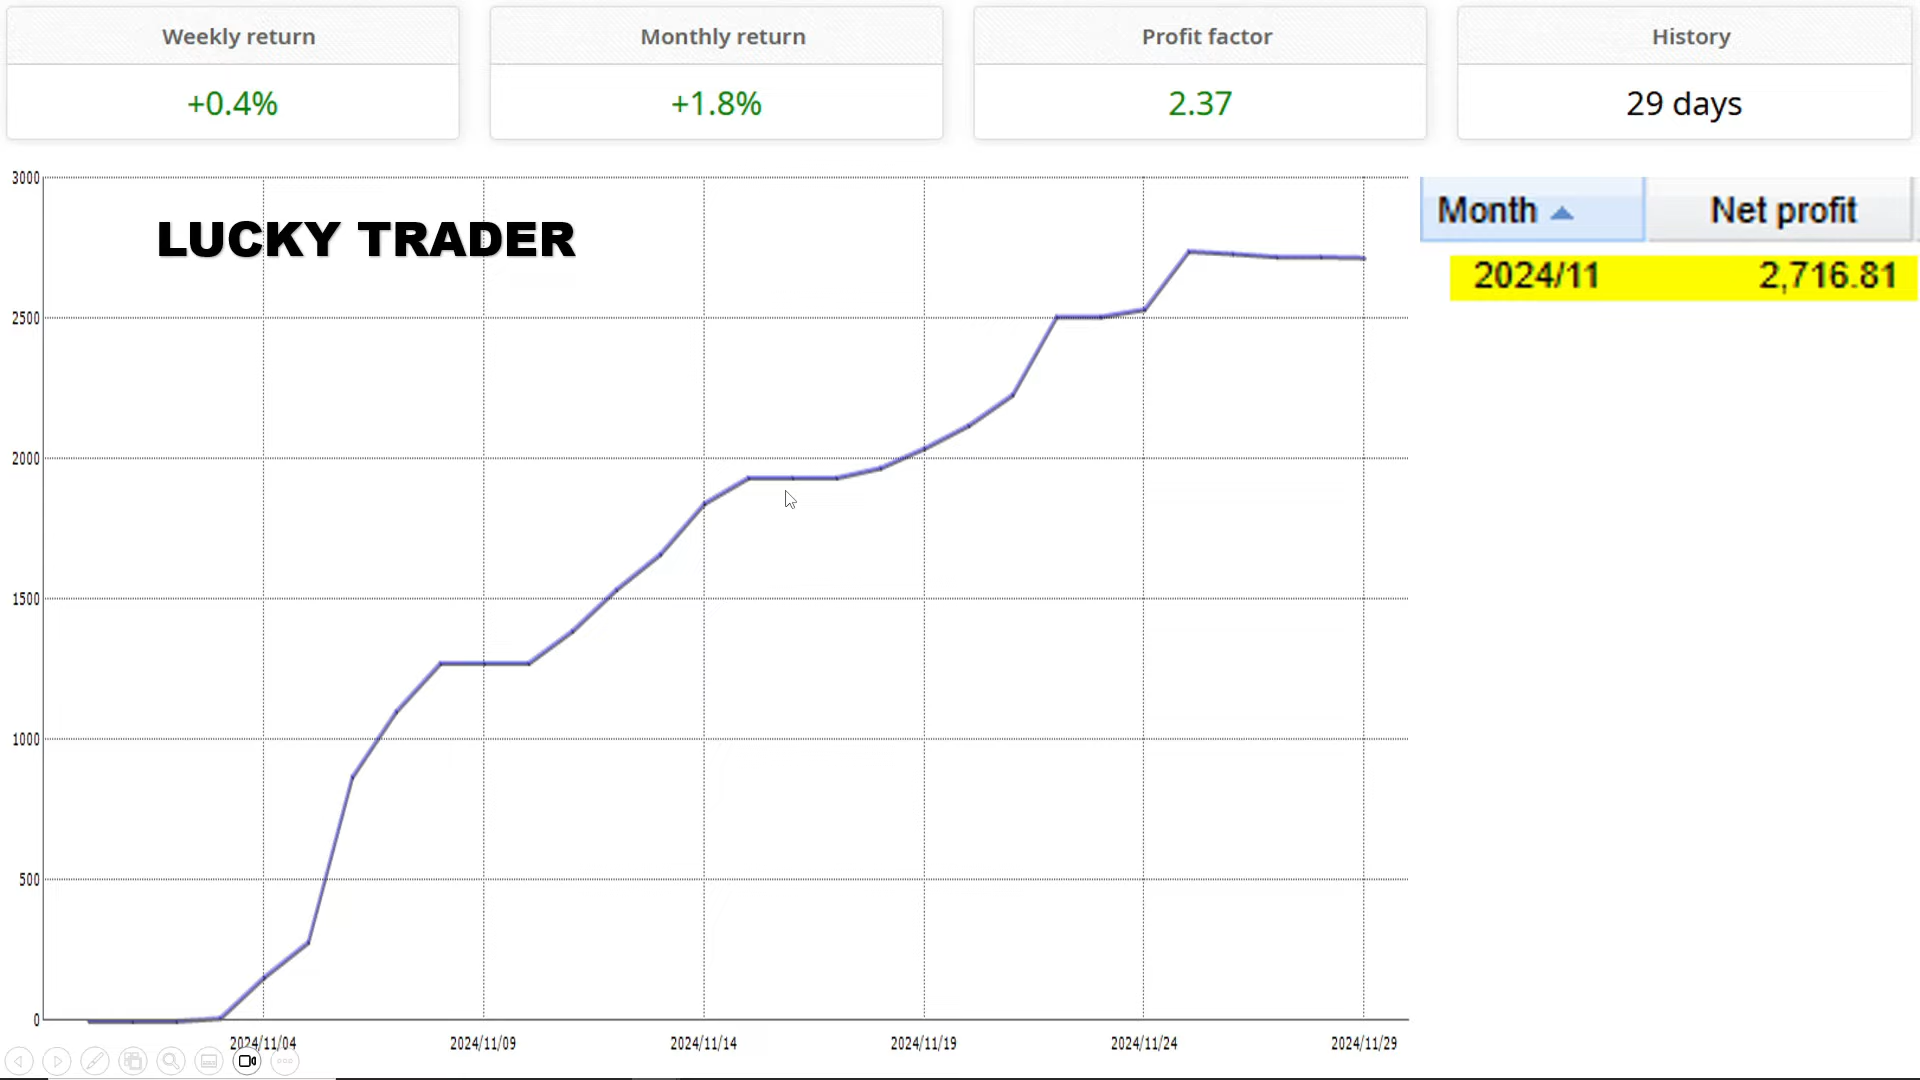 Weekly return
Monthly return
Profit factor
History
+0.4%
+1.8%
2.37
29 days
LUCKY TRADER
3000
2500
2000
1500
1000
500
0
2024/11/04
2024/11/09
2024/11/14
2024/11/19
2024/11/24
2024/11/29
Month Net profit
2024/11 2,716.81